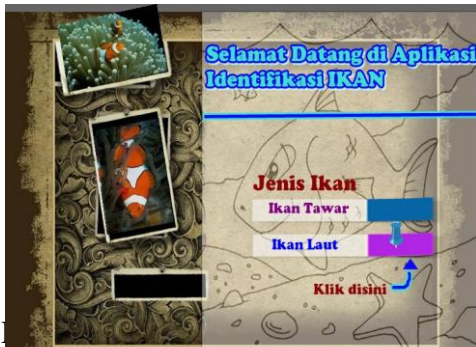 Selamat Datang di Aplikasi
Identifikasi IKAN
Jenis Ikan
Ikan Tawar
Ikan Laut
Klik disini